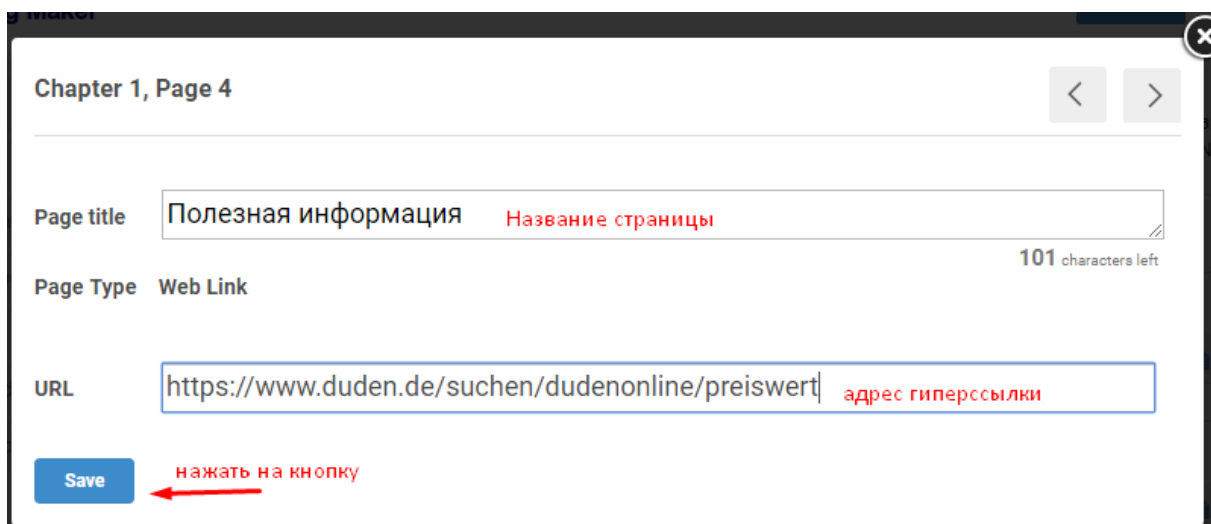 g Maker
Chapter 1, Page 4
Page title Полезная информация Название страницы
101 characters left
Page Type Web Link
URL https://www.duden.de/suchen/dudenonline/preiswert адрес гиперссылки
Save нажать на кнопку